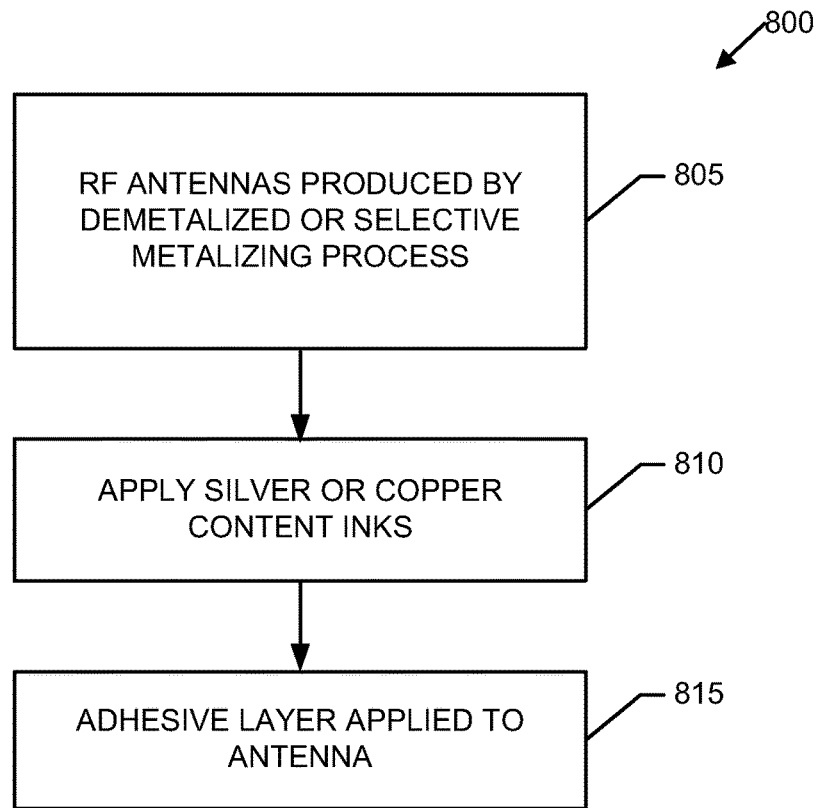 800
RF ANTENNAS PRODUCED BY
DEMETALIZED OR SELECTIVE
METALIZING PROCESS
805
APPLY SILVER OR COPPER
CONTENT INKS
810
ADHESIVE LAYER APPLIED TO
ANTENNA
815